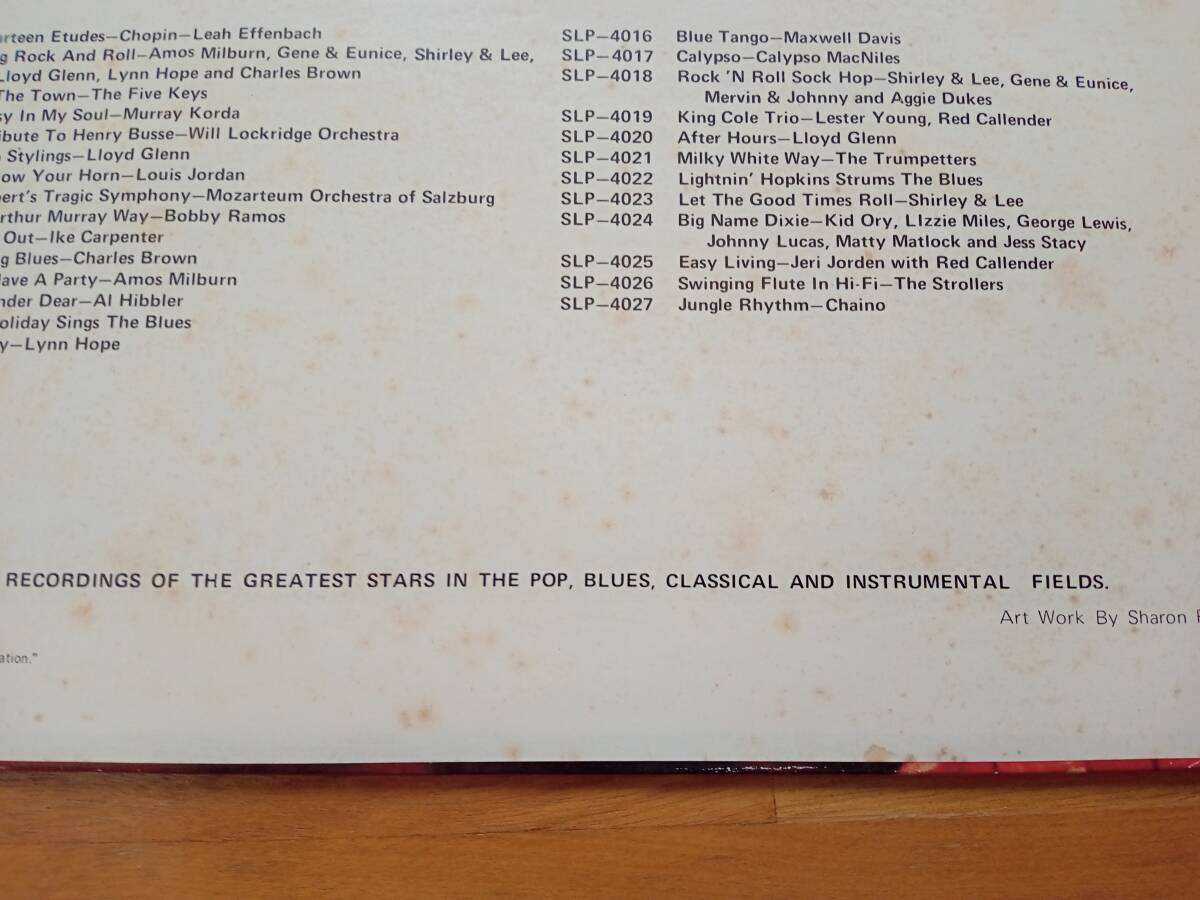 Etudes—Chopin—Leah Effenbach
Rock And Roll—Amos Milburn, Gene & Eunice, Shirley & Lee,
Lloyd Glenn, Lynn Hope and Charles Brown
The Town—The Five Keys
In My Soul—Murray Korda
To Henry Busse—Will Lockridge Orchestra
Stylings—Lloyd Glenn
Your Horn—Louis Jordan
Tragic Symphony—Mozarteum Orchestra of Salzburg
Arthur Murray Way—Bobby Ramos
Out—Ike Carpenter
Blues—Charles Brown
Have A Party—Amos Milburn
Dear—Al Hibbler
Holiday Sings The Blues
y—Lynn Hope
SLP—4016 Blue Tango—Maxwell Davis
SLP—4017 Calypso—Calypso MacNiles
SLP—4018 Rock 'N Roll Sock Hop—Shirley & Lee, Gene & Eunice,
Mervin & Johnny and Aggie Dukes
SLP—4019 King Cole Trio—Lester Young, Red Callender
SLP—4020 After Hours—Lloyd Glenn
SLP—4021 Milky White Way—The Trumpetters
SLP—4022 Lightnin' Hopkins Strums The Blues
SLP—4023 Let The Good Times Roll—Shirley & Lee
SLP—4024 Big Name Dixie—Kid Ory, LIzzie Miles, George Lewis,
Johnny Lucas, Matty Matlock and Jess Stacy
SLP—4025 Easy Living—Jeri Jorden with Red Callender
SLP—4026 Swinging Flute In Hi-Fi—The Strollers
SLP—4027 Jungle Rhythm—Chaino
RECORDINGS OF THE GREATEST STARS IN THE POP, BLUES, CLASSICAL AND INSTRUMENTAL FIELDS.
Art Work By Sharon
ation."